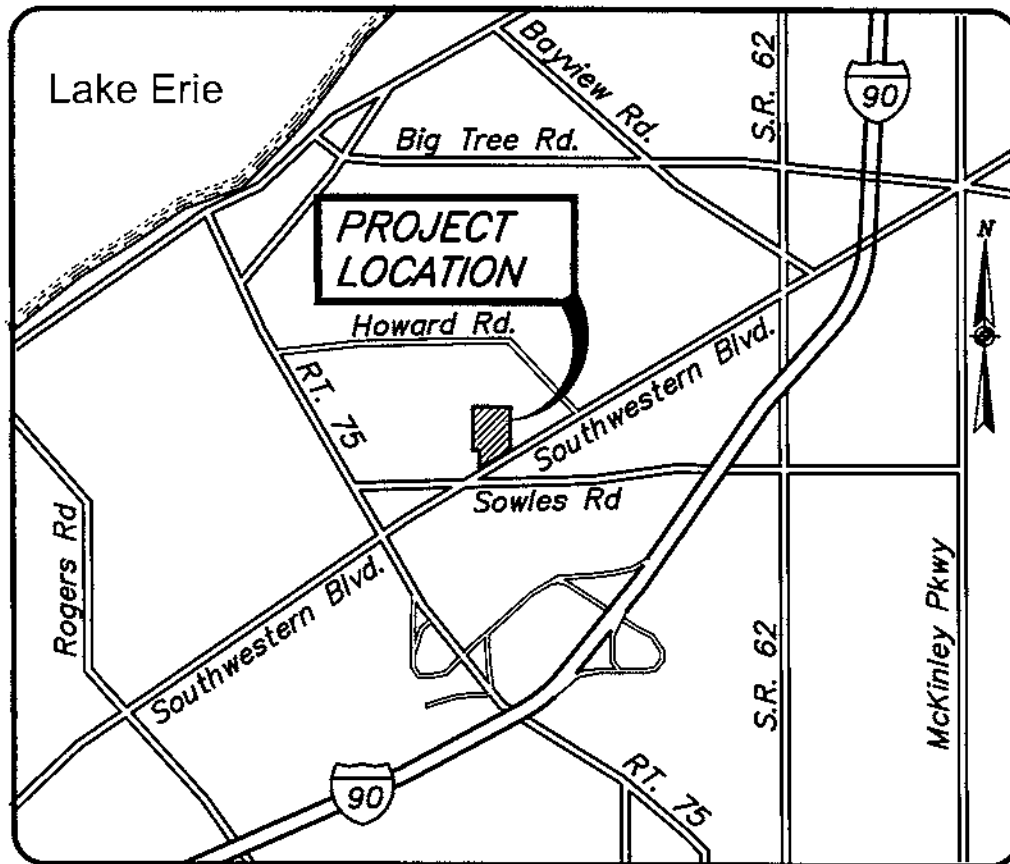 Lake Erie
Bayview Rd.
S.R. 62
90
Big Tree Rd.
PROJECT
LOCATION
N
Howard Rd.
RT. 75
Southwestern Blvd.
Sowles Rd
Rogers Rd
Southwestern Blvd.
S.R. 62
McKinley Pkwy
RT. 75
90